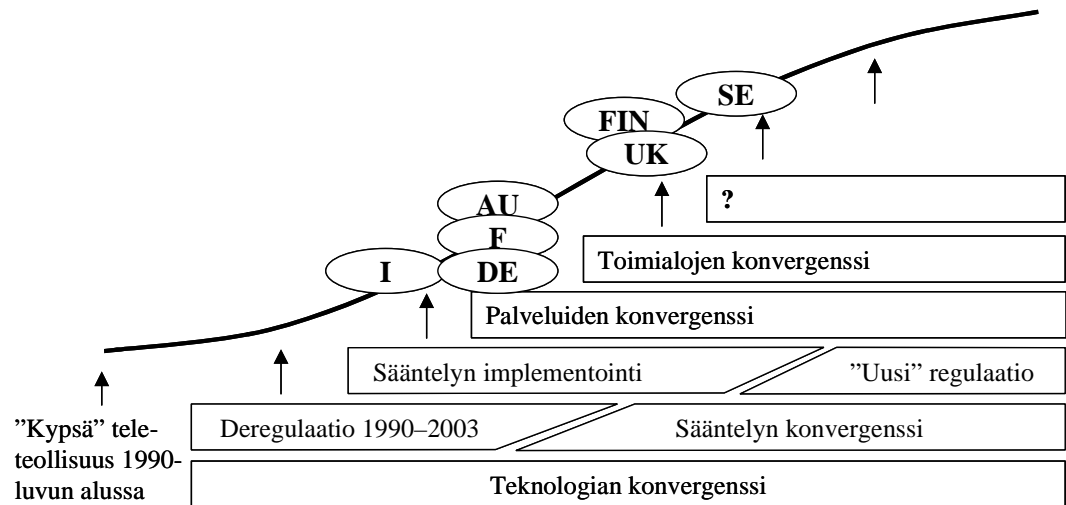 SE
FIN
UK
AU
F
I
DE
?
Toimialojen konvergenssi
Palveluiden konvergenssi
Sääntelyn implementointi
”Uusi” regulaatio
”Kypsä” tele-
teollisuus 1990-
luvun alussa
Deregulaatio 1990–2003
Sääntelyn konvergenssi
Teknologian konvergenssi